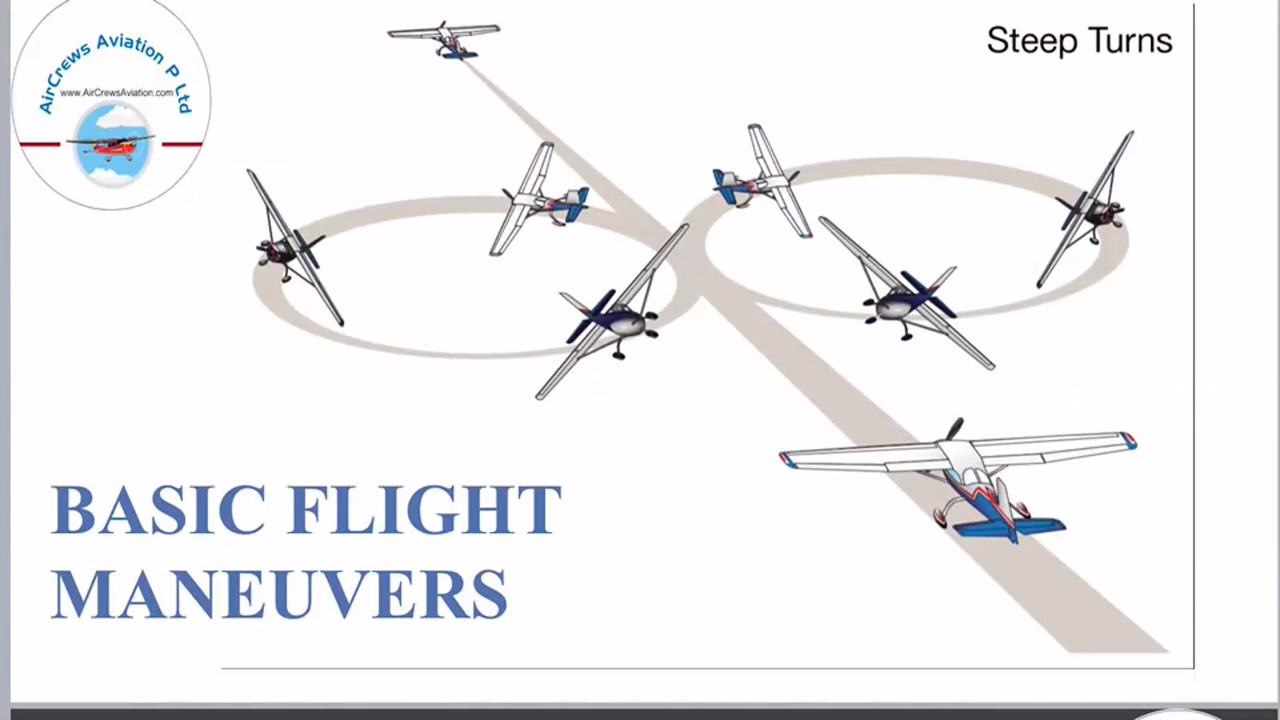 AirCrews Aviation P Ltd
www.AirCrewsAviation.com
Steep Turns
BASIC FLIGHT
MANEUVERS